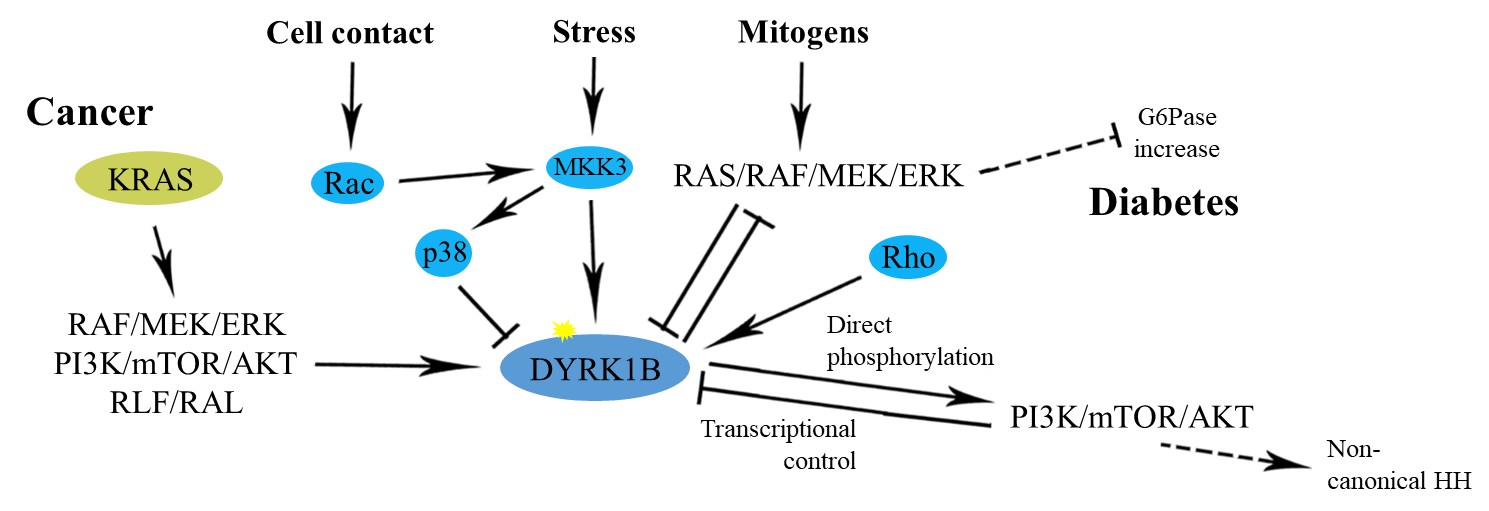 Cell contact
Stress
Mitogens
Cancer
G6Pase
increase
KRAS
Rac
MKK3
RAS/RAF/MEK/ERK
Diabetes
p38
Rho
RAF/MEK/ERK
PI3K/mTOR/AKT
RLF/RAL
Direct
phosphorylation
DYRK1B
PI3K/mTOR/AKT
Transcriptional
control
Non-
canonical HH